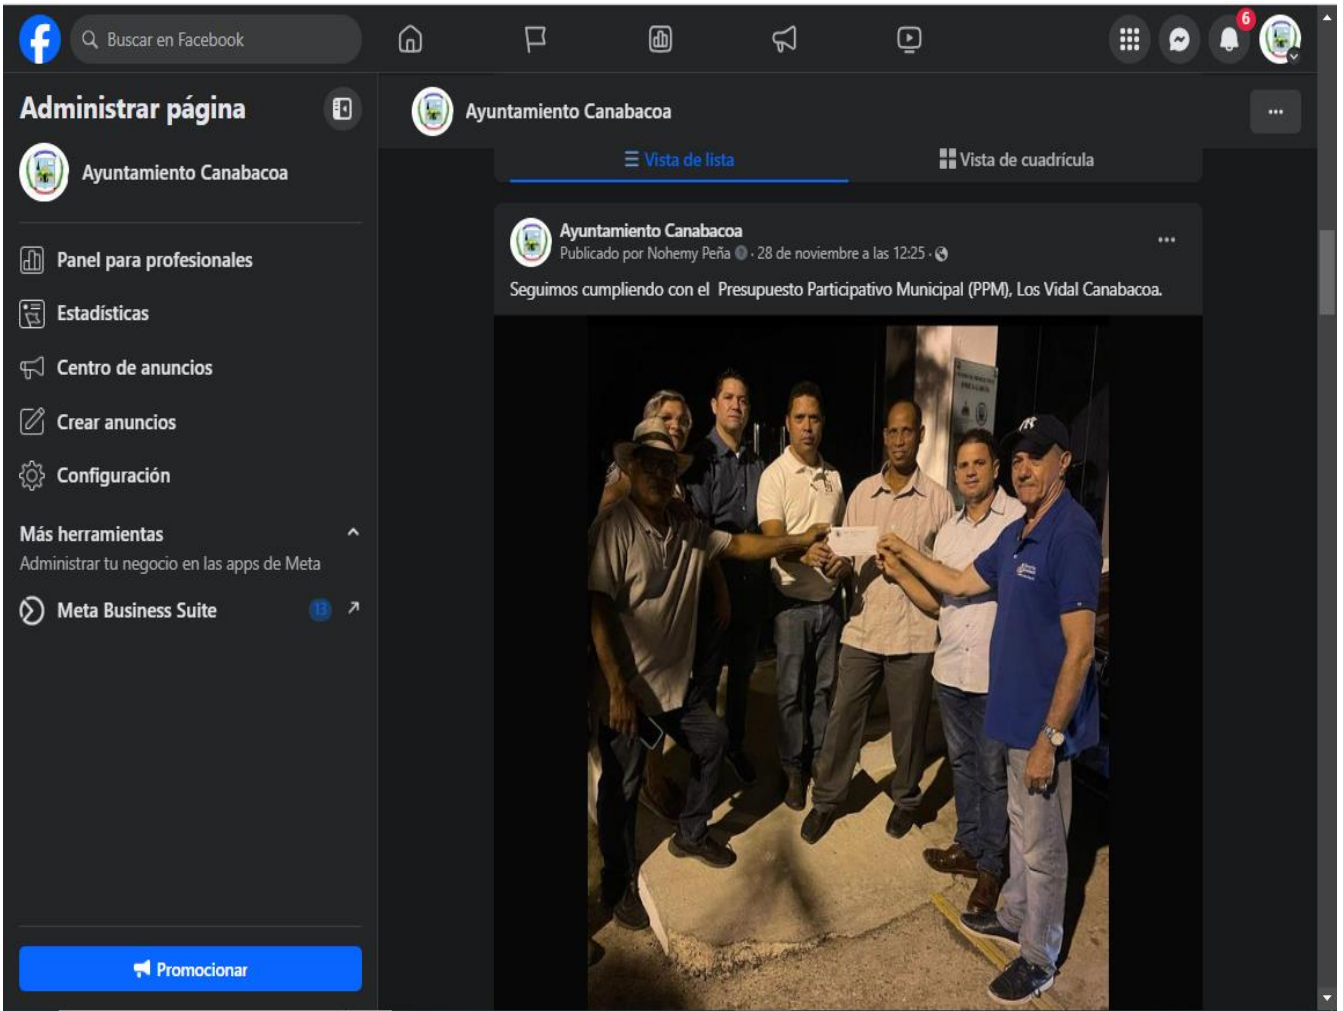 Buscar en Facebook
6
Administrar página
Ayuntamiento Canabacoa
Panel para profesionales
Estadísticas
Centro de anuncios
Crear anuncios
Configuración
Más herramientas
Administrar tu negocio en las apps de Meta
Meta Business Suite
13
Promocionar
Ayuntamiento Canabacoa
Vista de lista
Vista de cuadrícula
Ayuntamiento Canabacoa
Publicado por Nohemy Peña · 28 de noviembre a las 12:25 ·
Seguimos cumpliendo con el Presupuesto Participativo Municipal (PPM), Los Vidal Canabacoa.